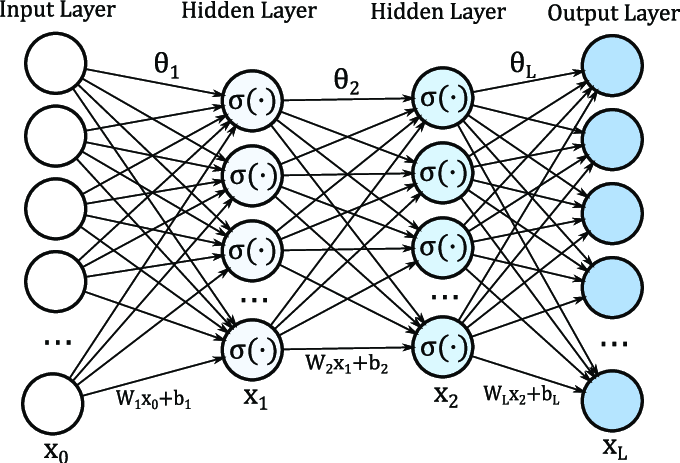 Input Layer
Hidden Layer
Hidden Layer
Output Layer
θ₁
θ₂
θL
σ(·)
σ(·)
σ(·)
σ(·)
σ(·)
σ(·)
...
...
σ(·)
σ(·)
...
...
W₁x₀+b₁
W₂x₁+b₂
WLx₂+bL
x₀
x₁
x₂
xL